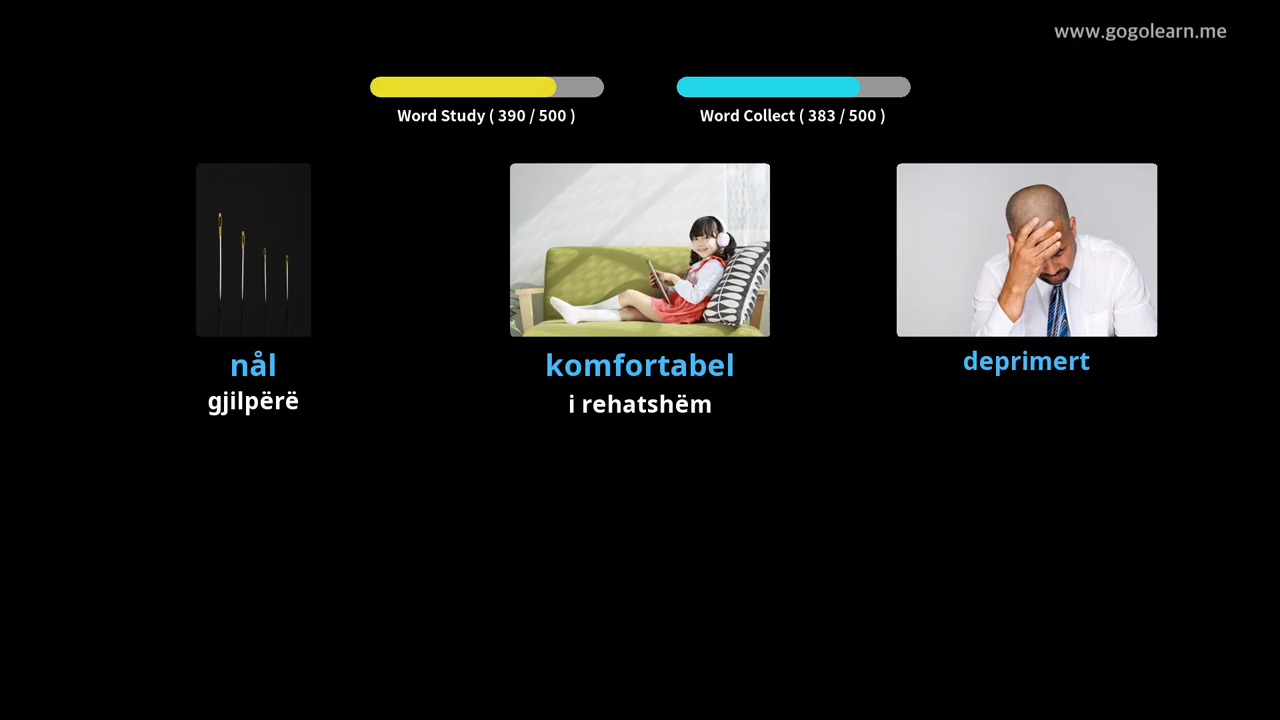 www.gogolearn.me
Word Study ( 390 / 500 )
Word Collect ( 383 / 500 )
nål
gjilpërë
komfortabel
i rehatshëm
deprimert